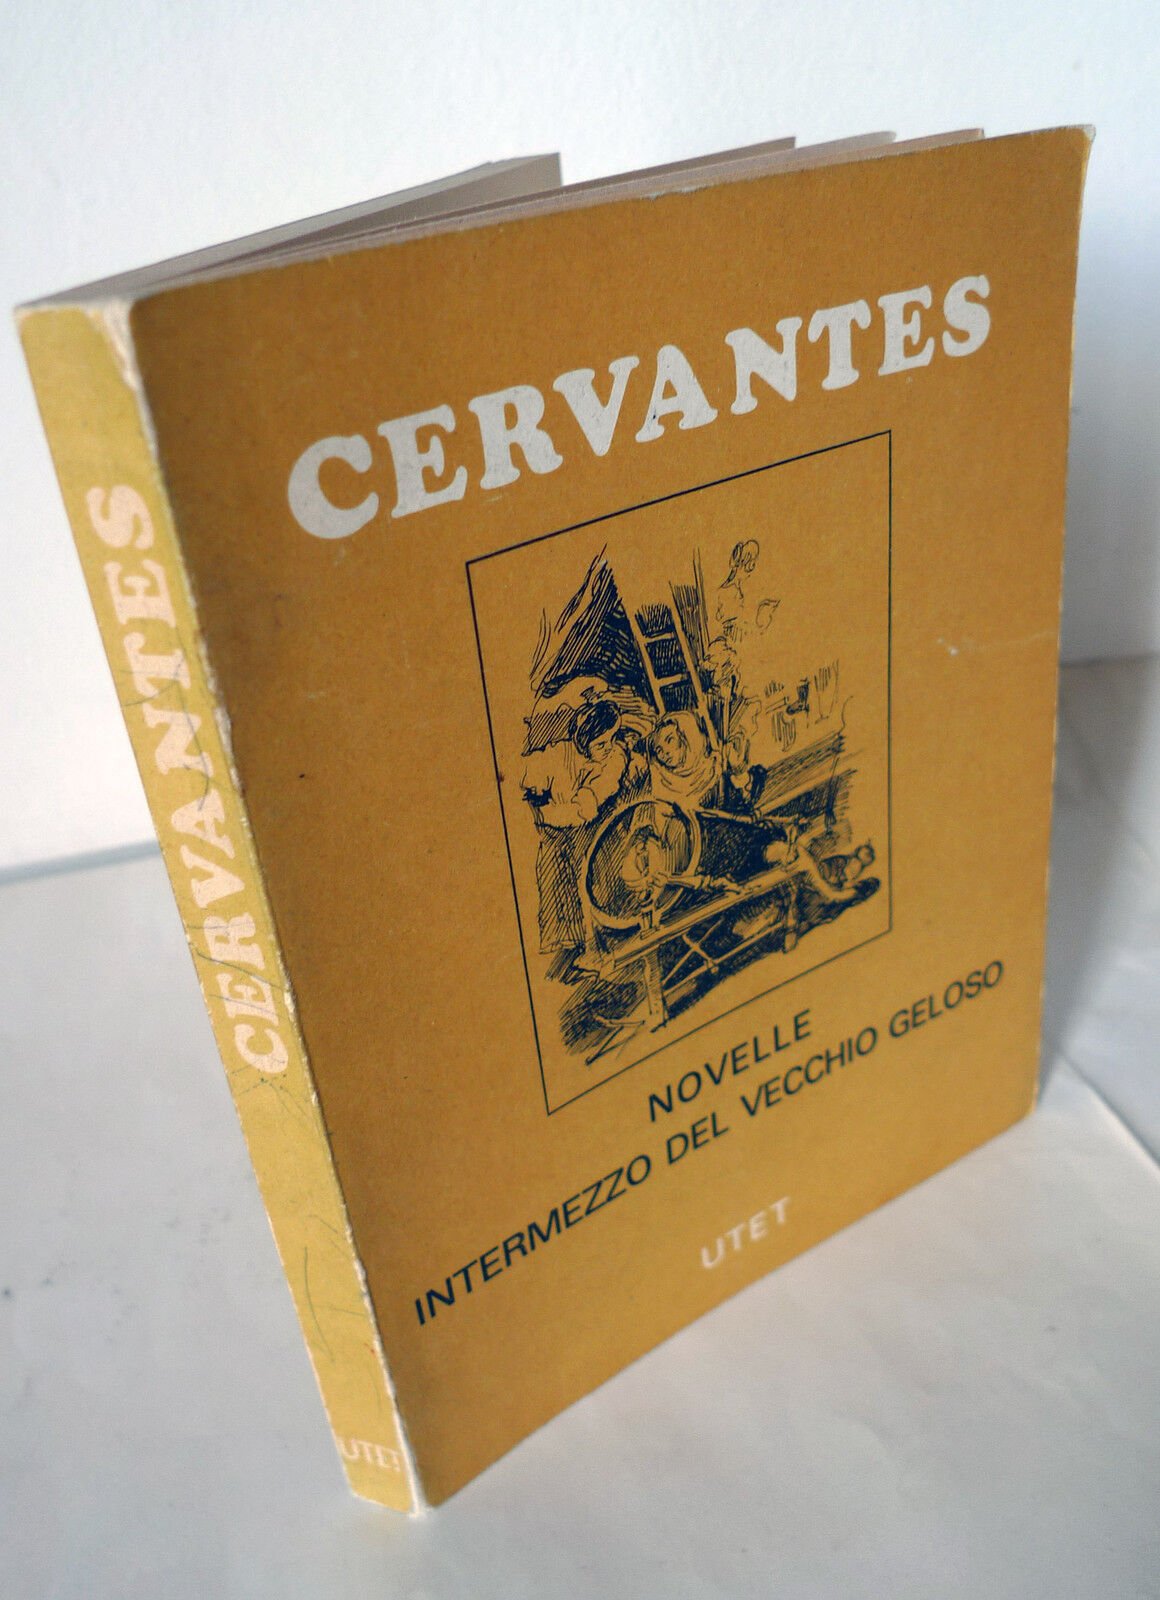 CERVANTES
NOVELLE
INTERMEZZO DEL VECCHIO GELOSO
UTET
CERVANTES
UTET